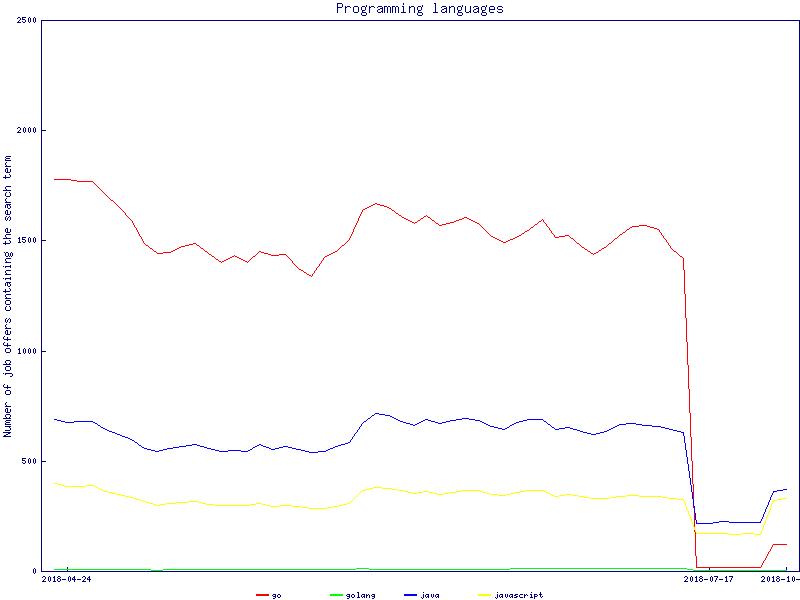 Programming languages
2500
2000
1500
1000
500
0
Number of job offers containing the search term
2018-04-24 2018-07-17 2018-10-
go golang java javascript